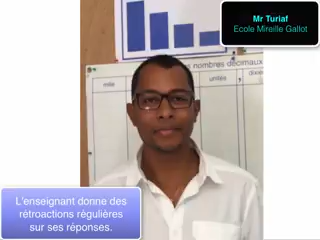 Mr Turiaf
Ecole Mireille Gallot
nombres décimaux
mille
unités
L'enseignant donne des
rétroactions régulières
sur ses réponses.